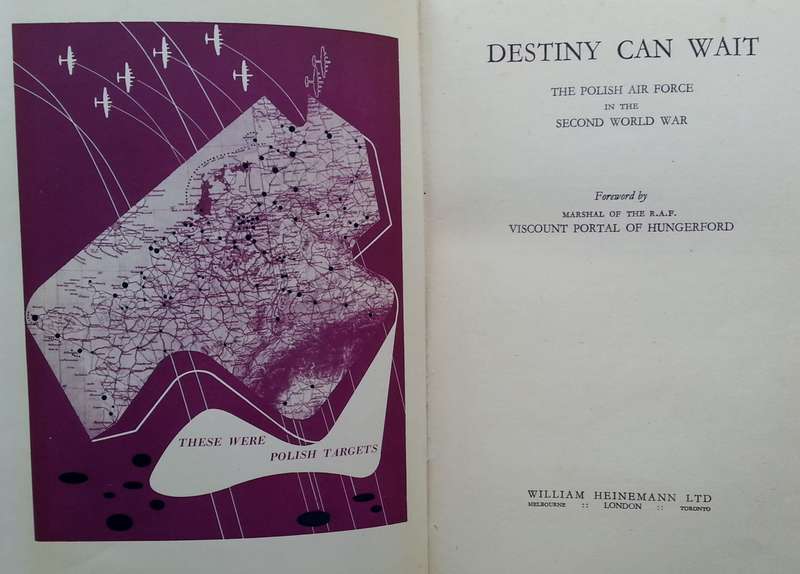 THESE WERE
POLISH TARGETS
DESTINY CAN WAIT
THE POLISH AIR FORCE
IN THE
SECOND WORLD WAR
Foreword by
MARSHAL OF THE R.A.F.
VISCOUNT PORTAL OF HUNGERFORD
WILLIAM HEINEMANN LTD
MELBOURNE :: LONDON :: TORONTO